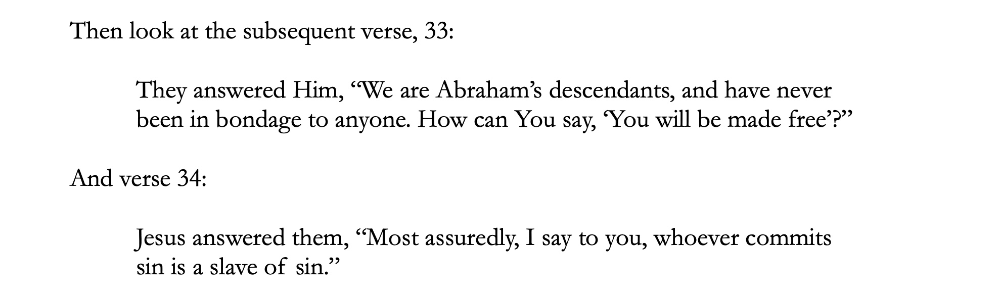 Then look at the subsequent verse, 33:
They answered Him, “We are Abraham’s descendants, and have never
been in bondage to anyone. How can You say, ‘You will be made free’?”
And verse 34:
Jesus answered them, “Most assuredly, I say to you, whoever commits
sin is a slave of sin.”